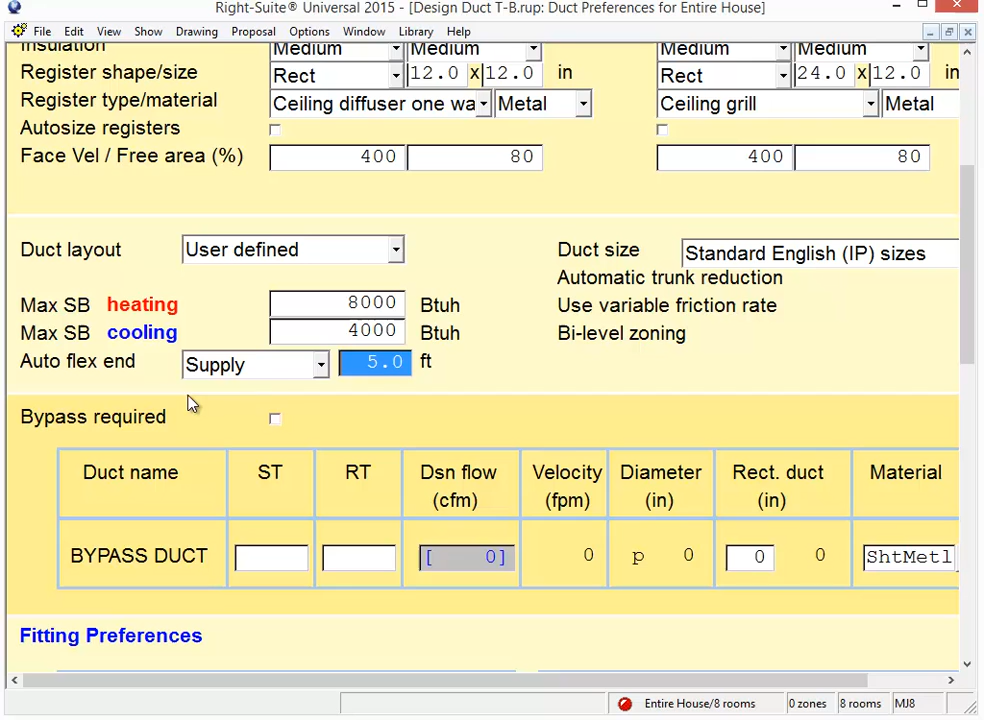 Right-Suite® Universal 2015 - [Design Duct T-B.rup: Duct Preferences for Entire House]
File Edit View Show Drawing Proposal Options Window Library Help
Insulation Medium Medium Medium Medium
Register shape/size Rect 12.0 x 12.0 in Rect 24.0 x 12.0 in
Register type/material Ceiling diffuser one wa Metal Ceiling grill Metal
Autosize registers
Face Vel / Free area (%) 400 80 400 80
Duct layout User defined Duct size Standard English (IP) sizes
Automatic trunk reduction
Max SB heating 8000 Btuh Use variable friction rate
Max SB cooling 4000 Btuh Bi-level zoning
Auto flex end Supply 5.0 ft
Bypass required
Duct name ST RT Dsn flow Velocity Diameter Rect. duct Material
(cfm) (fpm) (in) (in)
BYPASS DUCT [ 0] 0 p 0 0 0 ShtMetl
Fitting Preferences
Entire House/8 rooms 0 zones 8 rooms MJ8